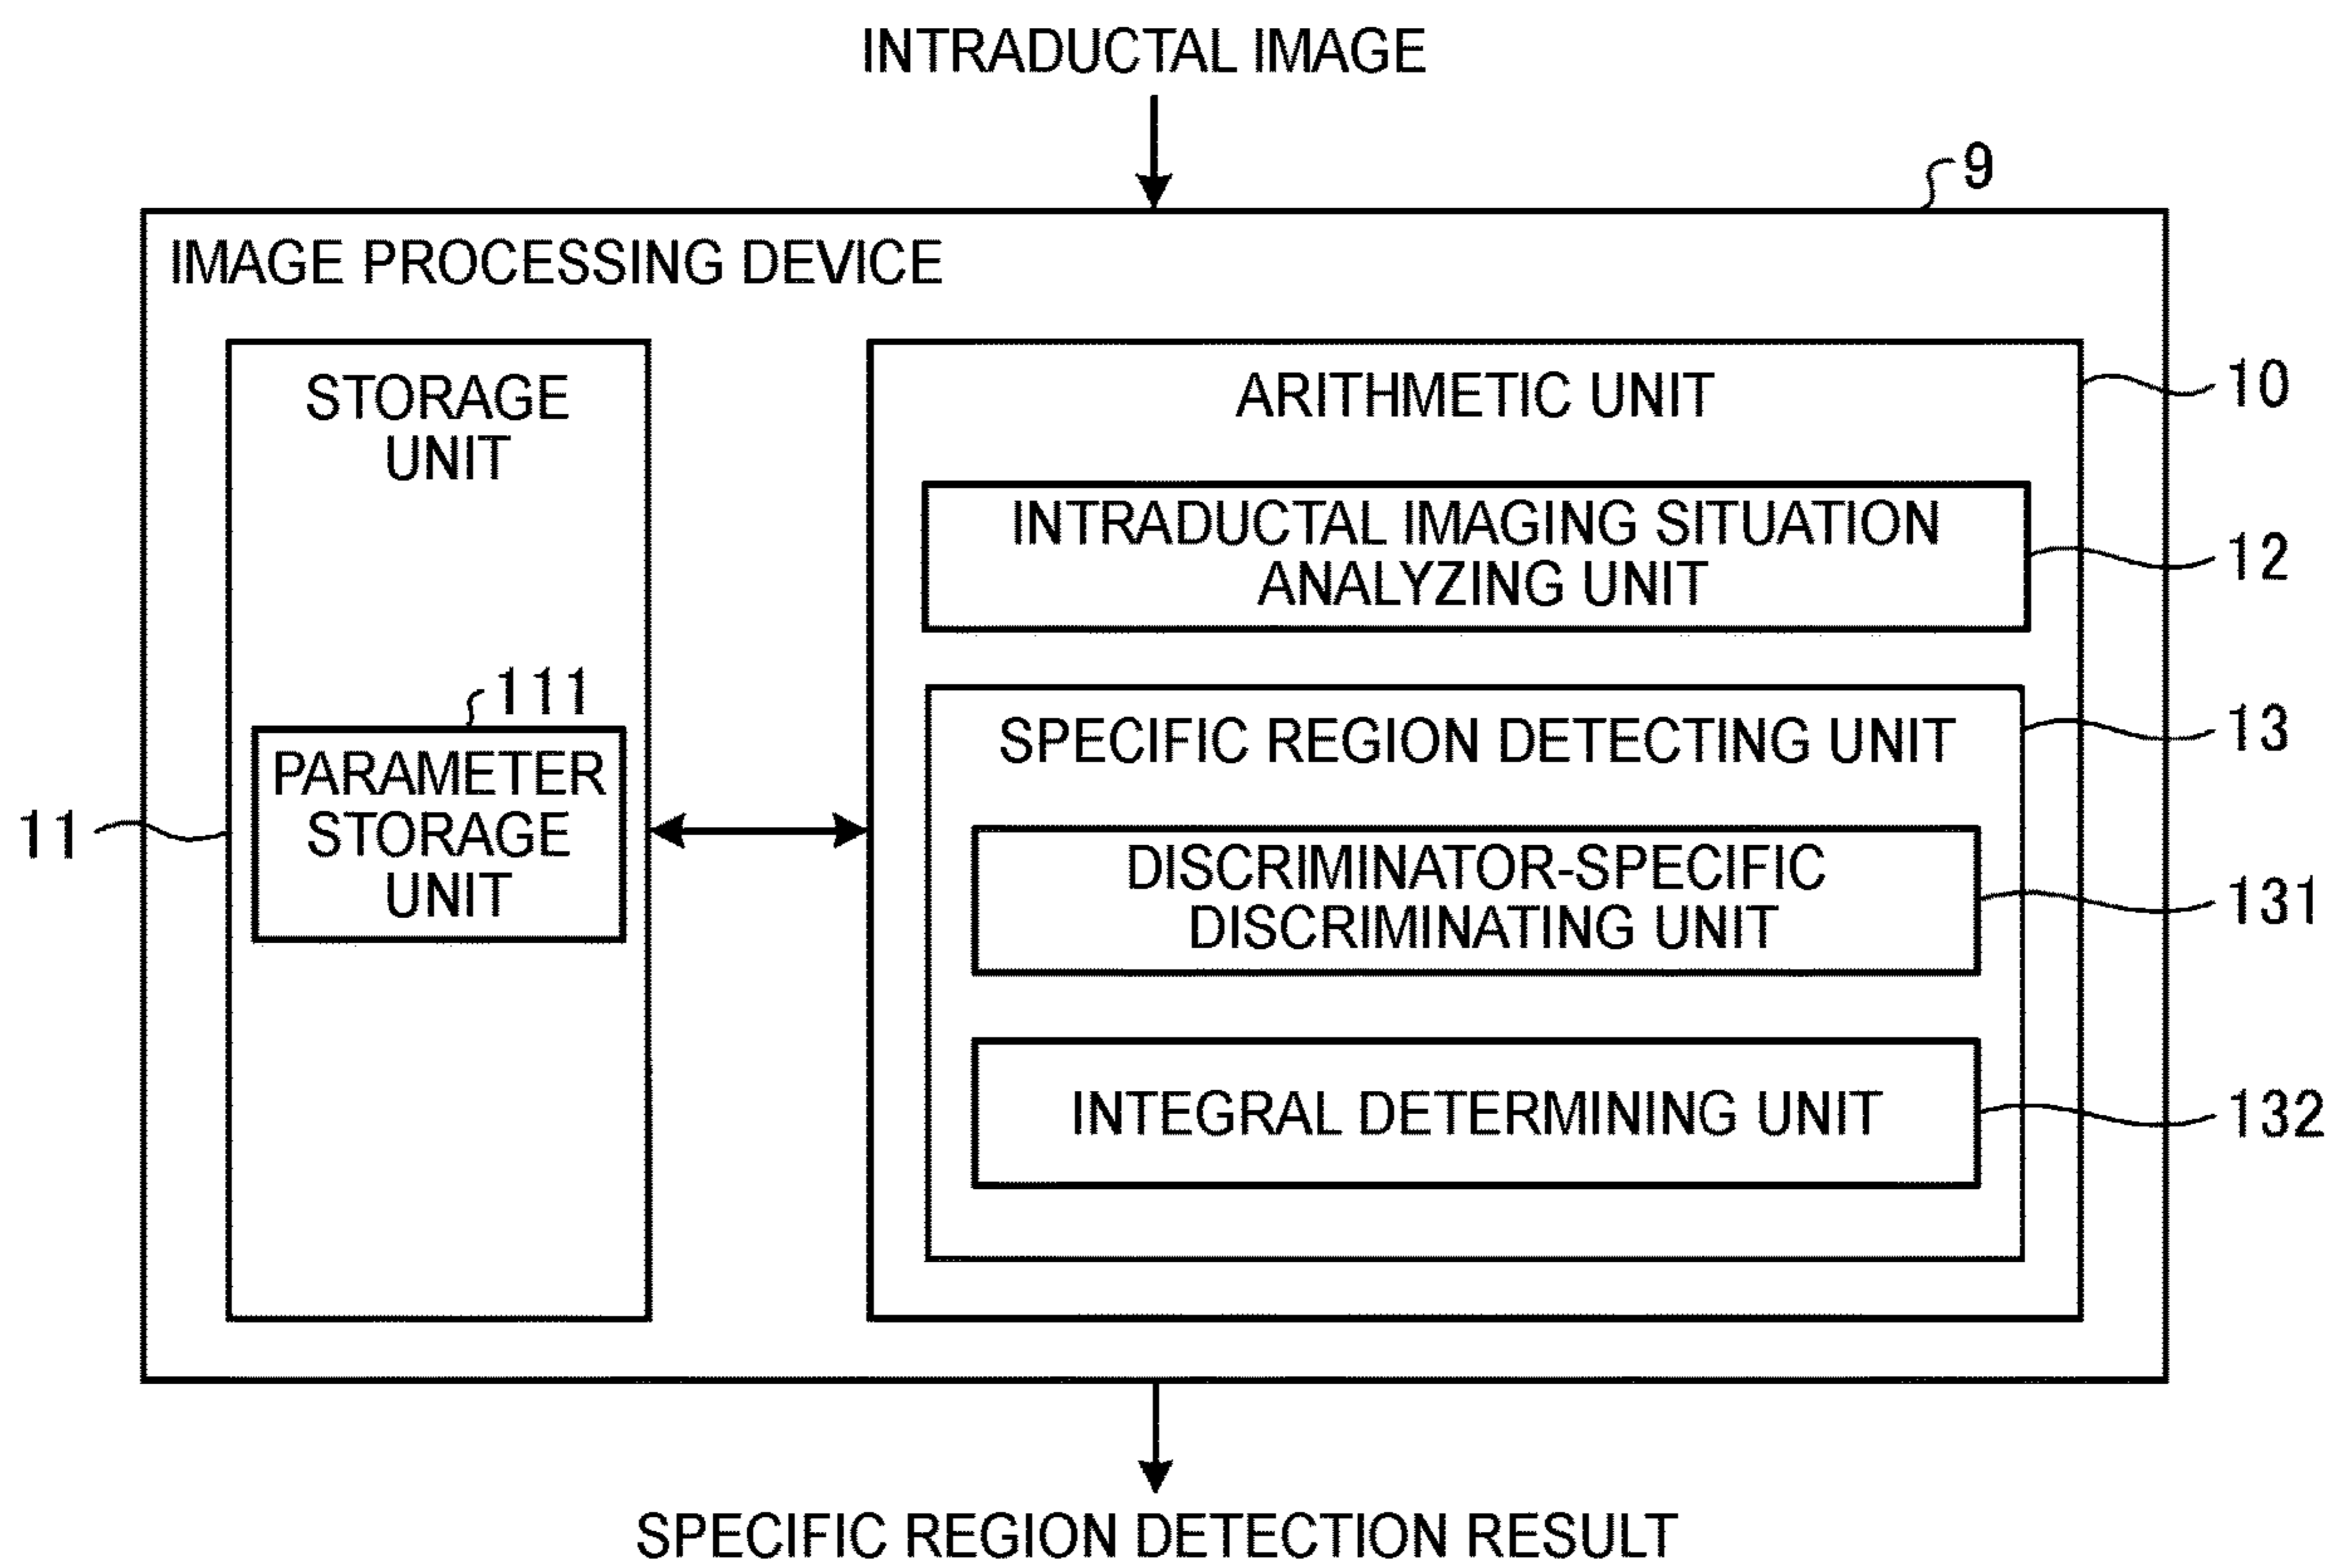 INTRADUCTAL IMAGE
9
IMAGE PROCESSING DEVICE
STORAGE
UNIT
111
PARAMETER
STORAGE
UNIT
11
ARITHMETIC UNIT
10
INTRADUCTAL IMAGING SITUATION
ANALYZING UNIT
12
SPECIFIC REGION DETECTING UNIT
13
DISCRIMINATOR-SPECIFIC
DISCRIMINATING UNIT
131
INTEGRAL DETERMINING UNIT
132
SPECIFIC REGION DETECTION RESULT